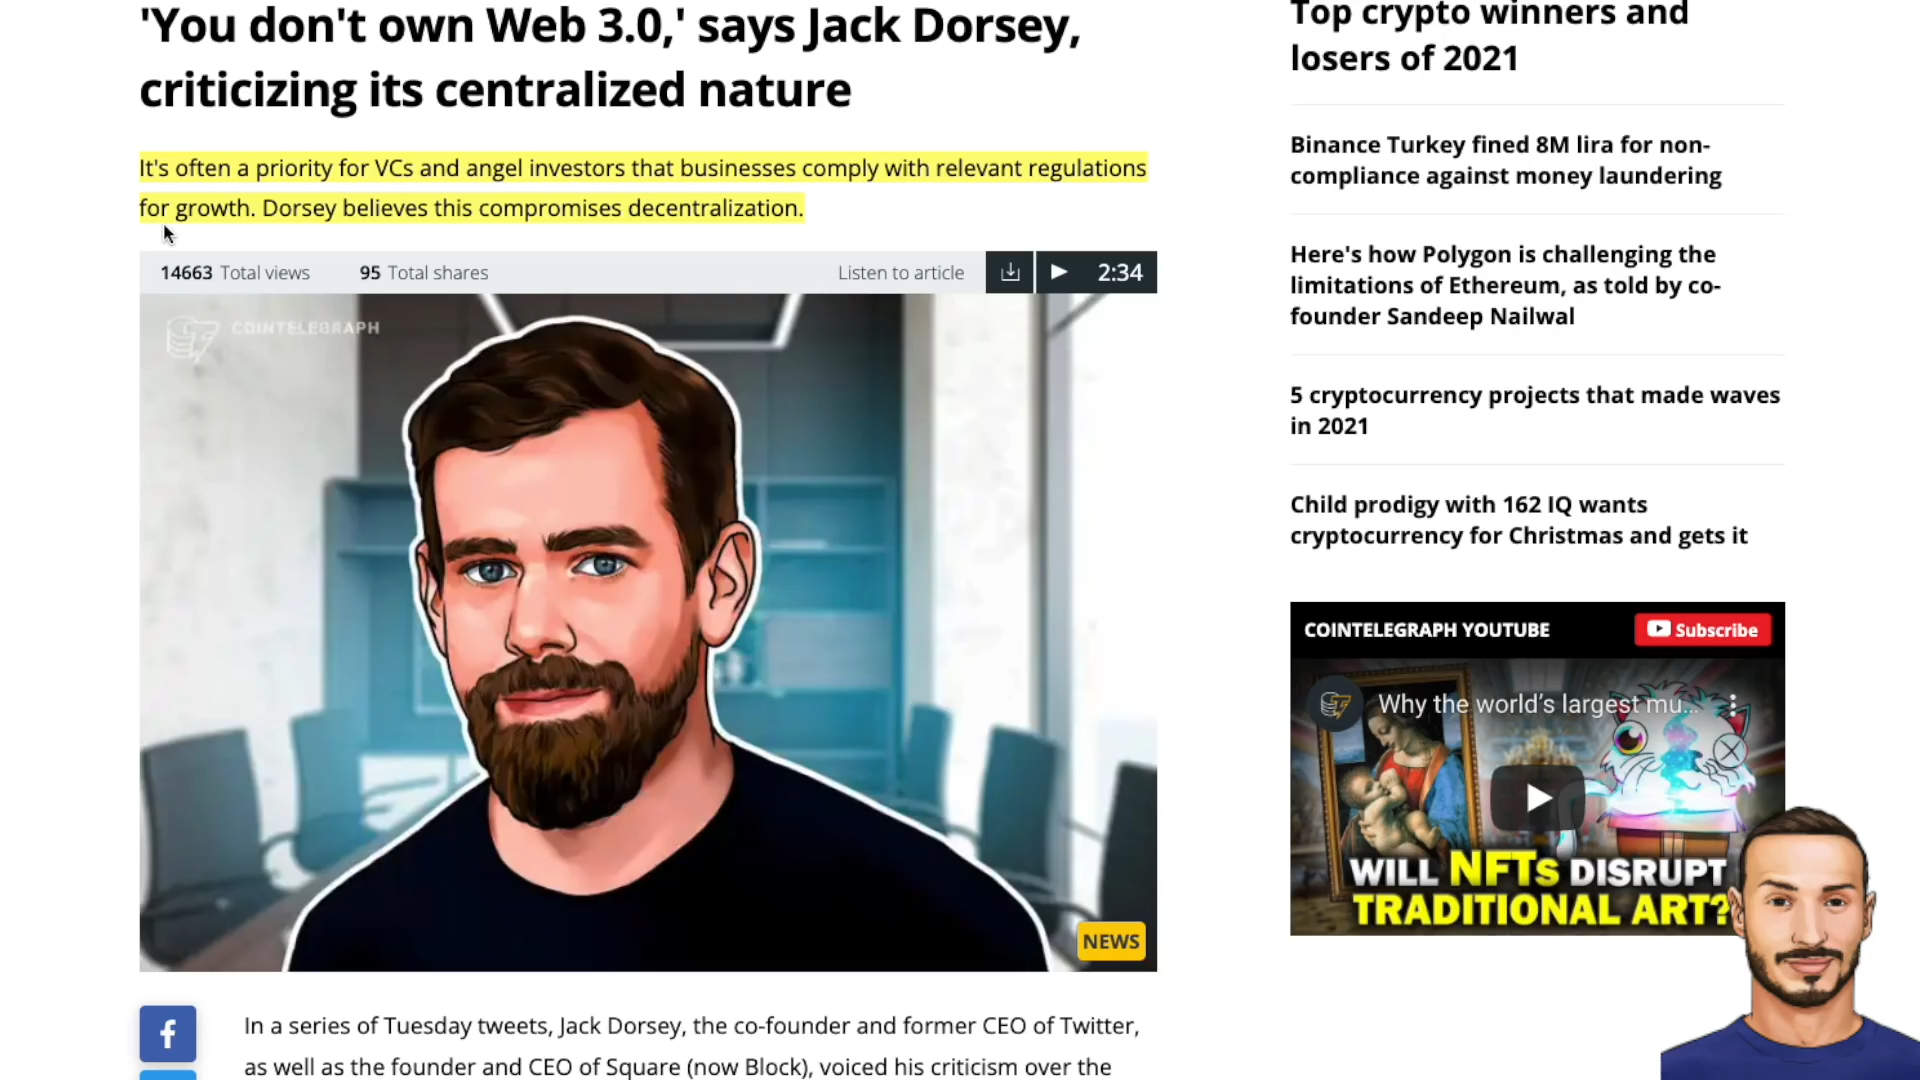 'You don't own Web 3.0,' says Jack Dorsey,
criticizing its centralized nature
It's often a priority for VCs and angel investors that businesses comply with relevant regulations
for growth. Dorsey believes this compromises decentralization.
14663 Total views 95 Total shares Listen to article 2:34
COINTELEGRAPH
NEWS
f
In a series of Tuesday tweets, Jack Dorsey, the co-founder and former CEO of Twitter,
as well as the founder and CEO of Square (now Block), voiced his criticism over the
Top crypto winners and
losers of 2021
Binance Turkey fined 8M lira for non-
compliance against money laundering
Here's how Polygon is challenging the
limitations of Ethereum, as told by co-
founder Sandeep Nailwal
5 cryptocurrency projects that made waves
in 2021
Child prodigy with 162 IQ wants
cryptocurrency for Christmas and gets it
COINTELEGRAPH YOUTUBE Subscribe
Why the world's largest mu...
WILL NFTs DISRUPT
TRADITIONAL ART?